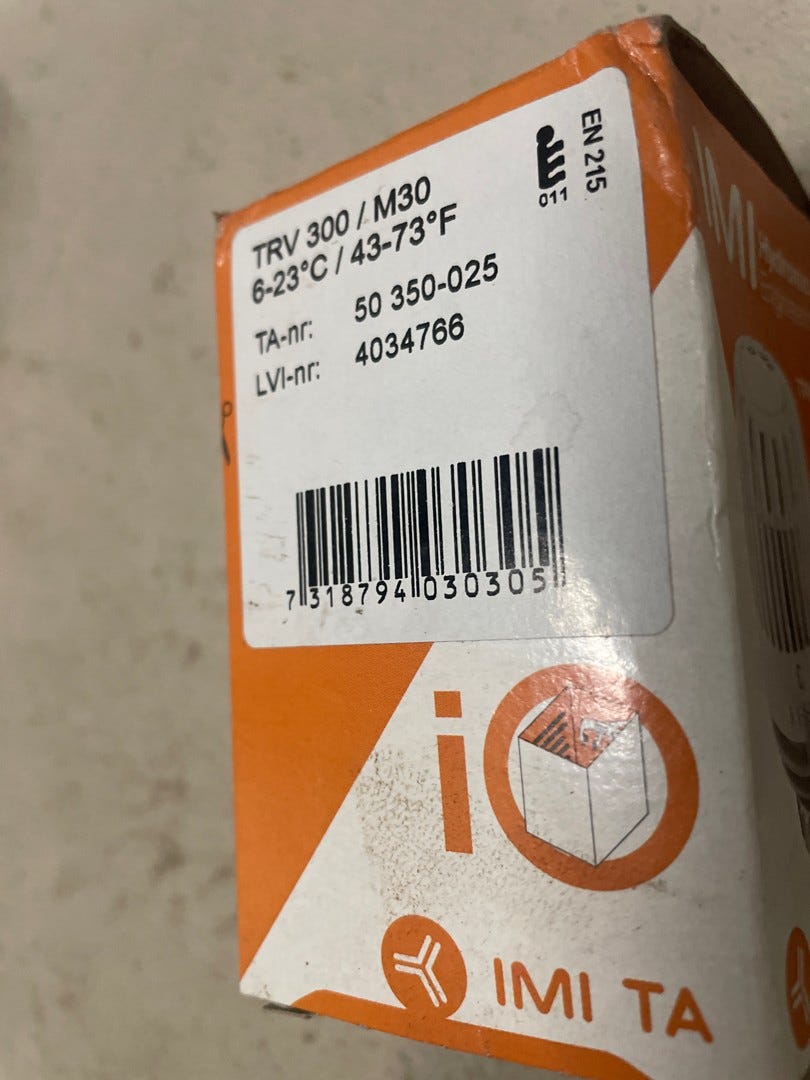 TRV 300 / M30
6-23°C / 43-73°F
TA-nr: 50 350-025
LVI-nr: 4034766
011
EN 215
7 318794 030305
iO
IMI TA
IMI